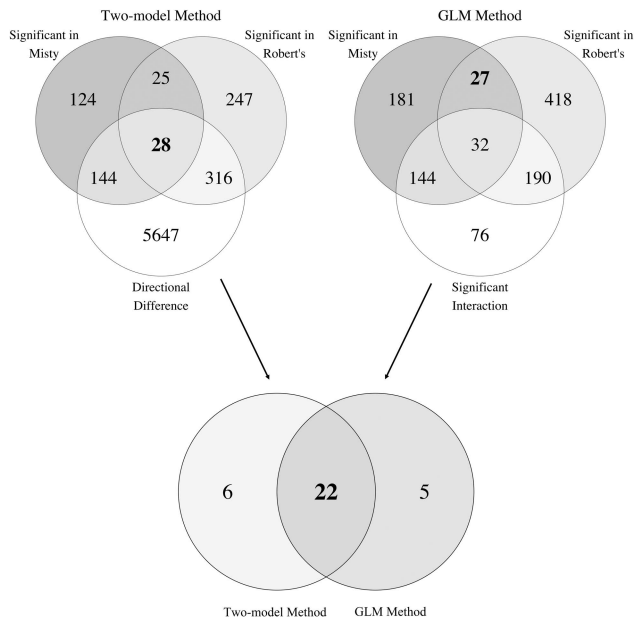 Two-model Method
Significant in
Misty
Significant in
Robert's
124
25
247
28
144
316
5647
Directional
Difference
GLM Method
Significant in
Misty
Significant in
Robert's
181
27
418
32
144
190
76
Significant
Interaction
6
22
5
Two-model Method
GLM Method